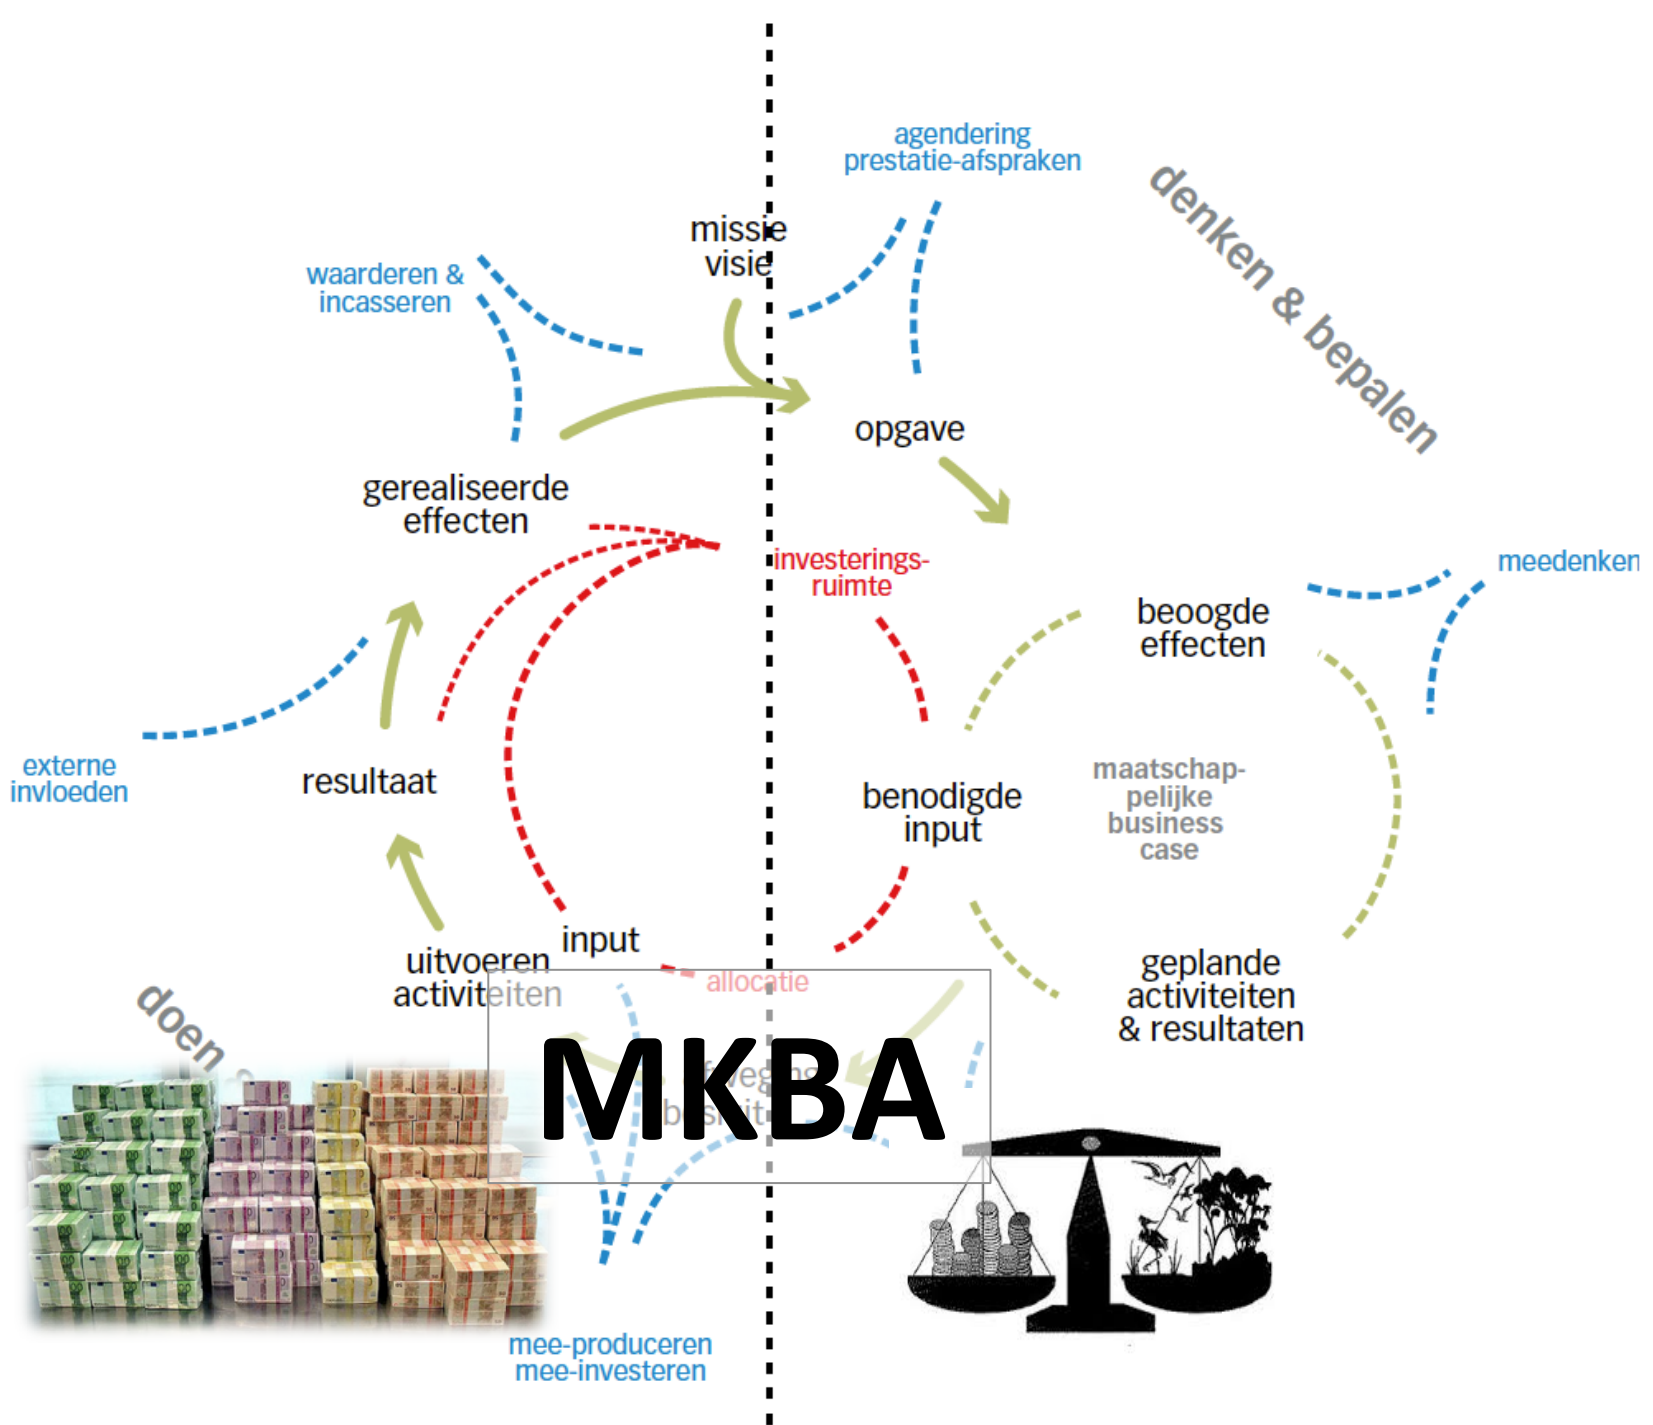 agendering
prestatie-afspraken
denken & bepalen
missie
visie
waarderen &
incasseren
opgave
gerealiseerde
effecten
investerings-
ruimte
meedenken
beoogde
effecten
externe
invloeden
resultaat
benodigde
input
maatschap-
pelijke
business
case
input
uitvoeren
activiteiten
allocatie
geplande
activiteiten
& resultaten
doen
MKBA
mee-produceren
mee-investeren